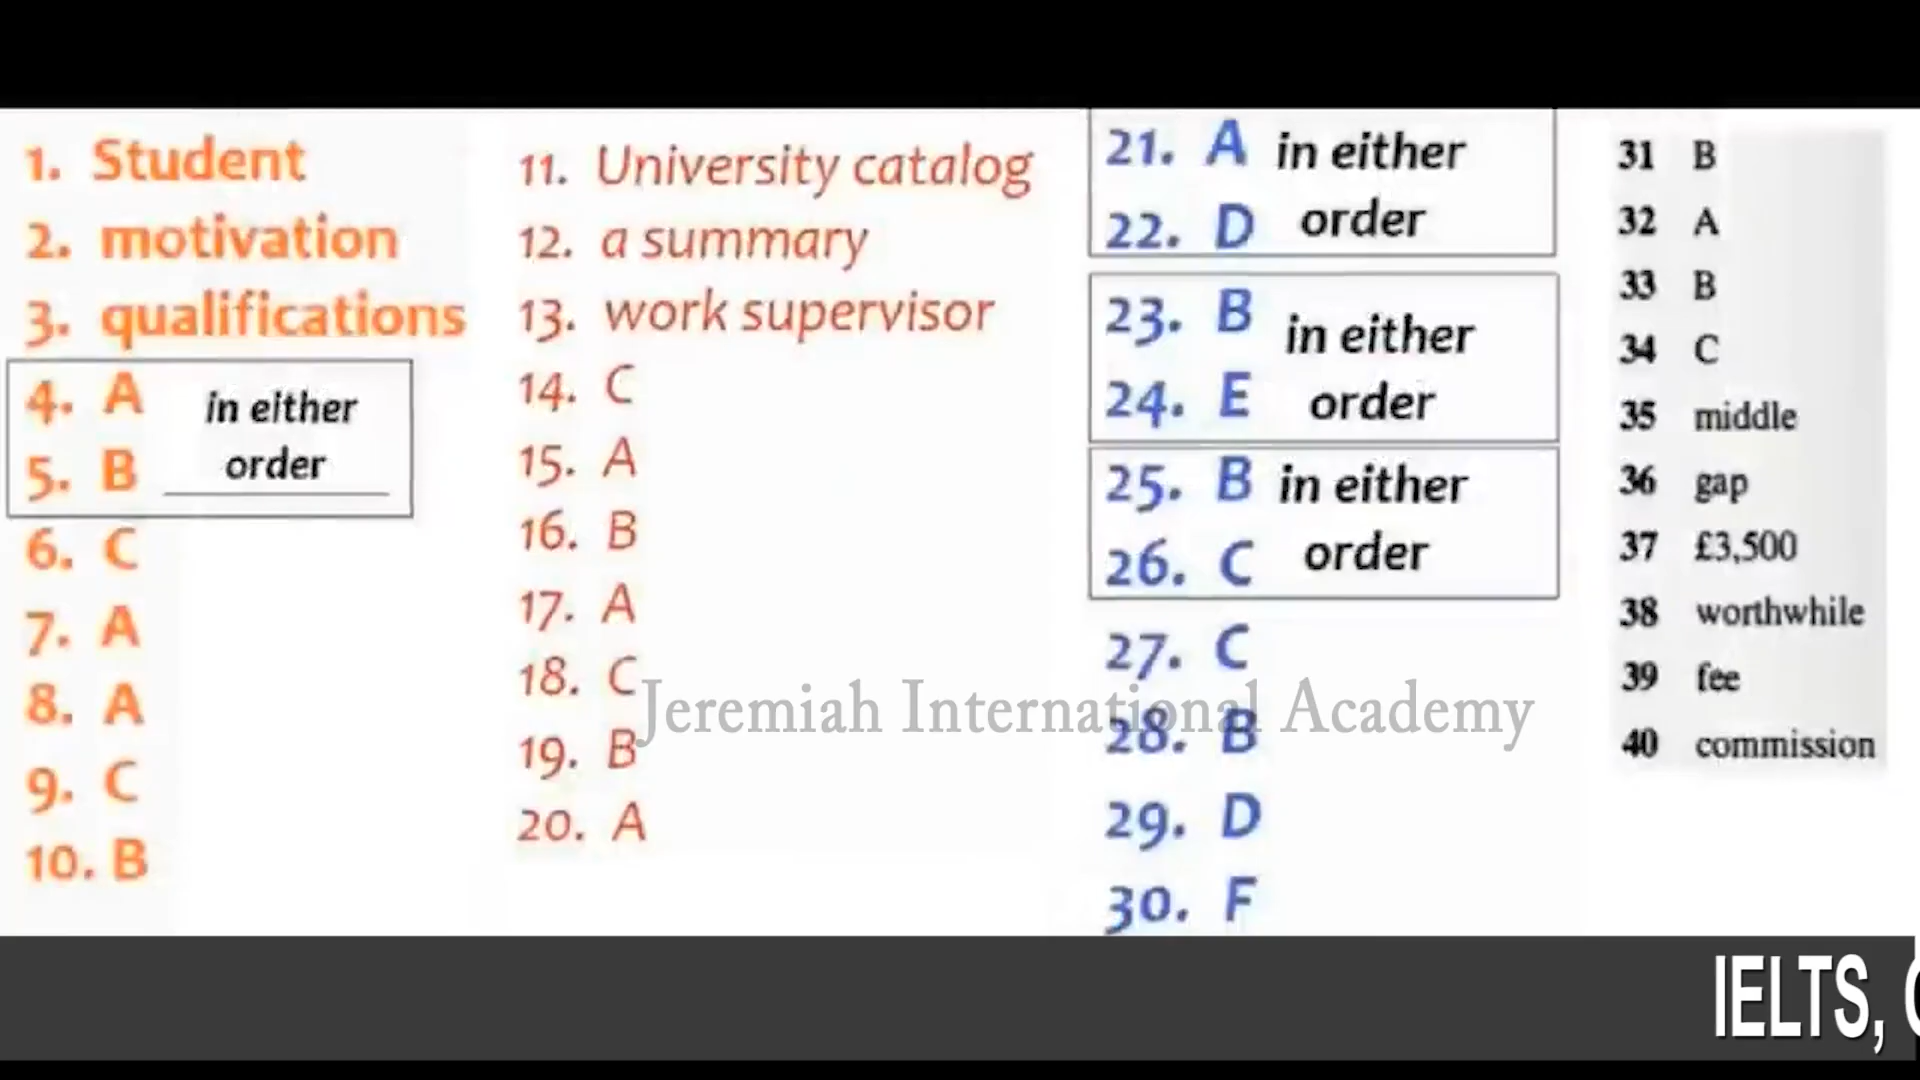 1. Student
2. motivation
3. qualifications
4. A
in either
5. B
order
6. C
7. A
8. A
9. C
10. B
11. University catalog
12. a summary
13. work supervisor
14. C
15. A
16. B
17. A
18. C
19. B
20. A
21. A in either
22. D order
23. B in either
24. E order
25. B in either
26. C order
27. C
28. B
29. D
30. F
31 B
32 A
33 B
34 C
35 middle
36 gap
37 £3,500
38 worthwhile
39 fee
40 commission
Jeremiah International Academy
IELTS,